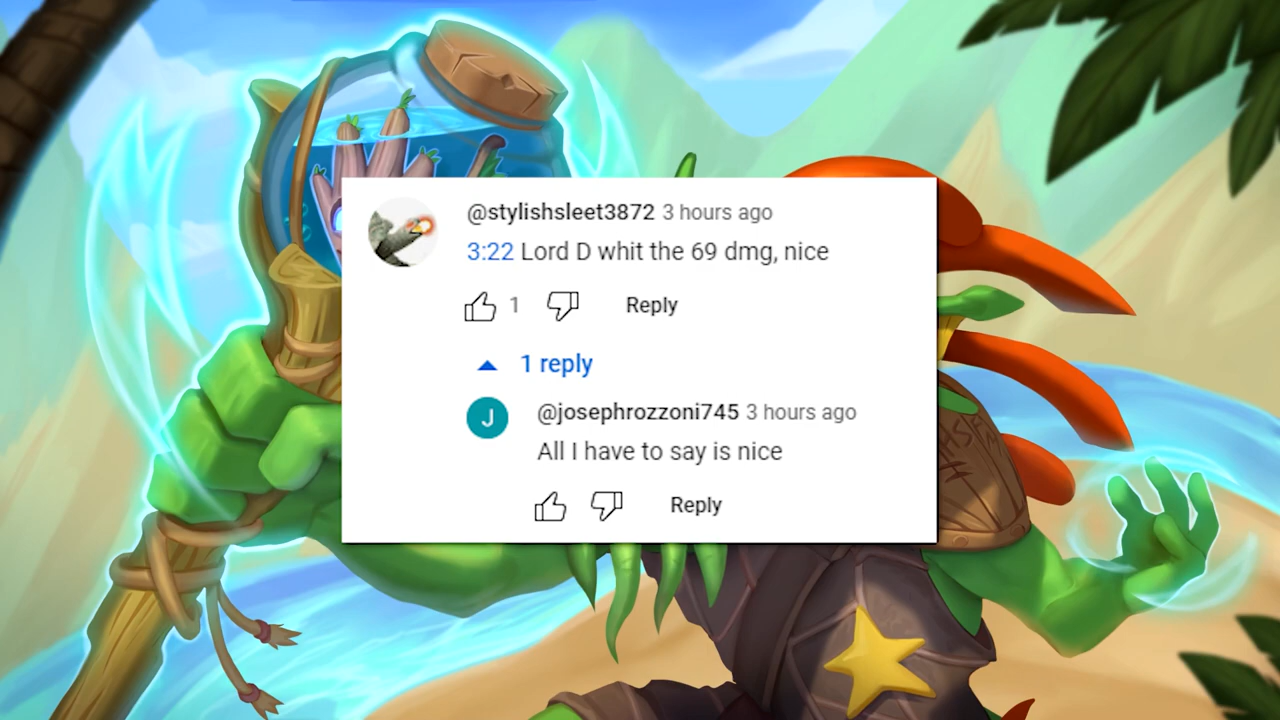 @stylishsleet3872 3 hours ago
3:22 Lord D whit the 69 dmg, nice
1 Reply
1 reply
J
@josephrozzoni745 3 hours ago
All I have to say is nice
Reply